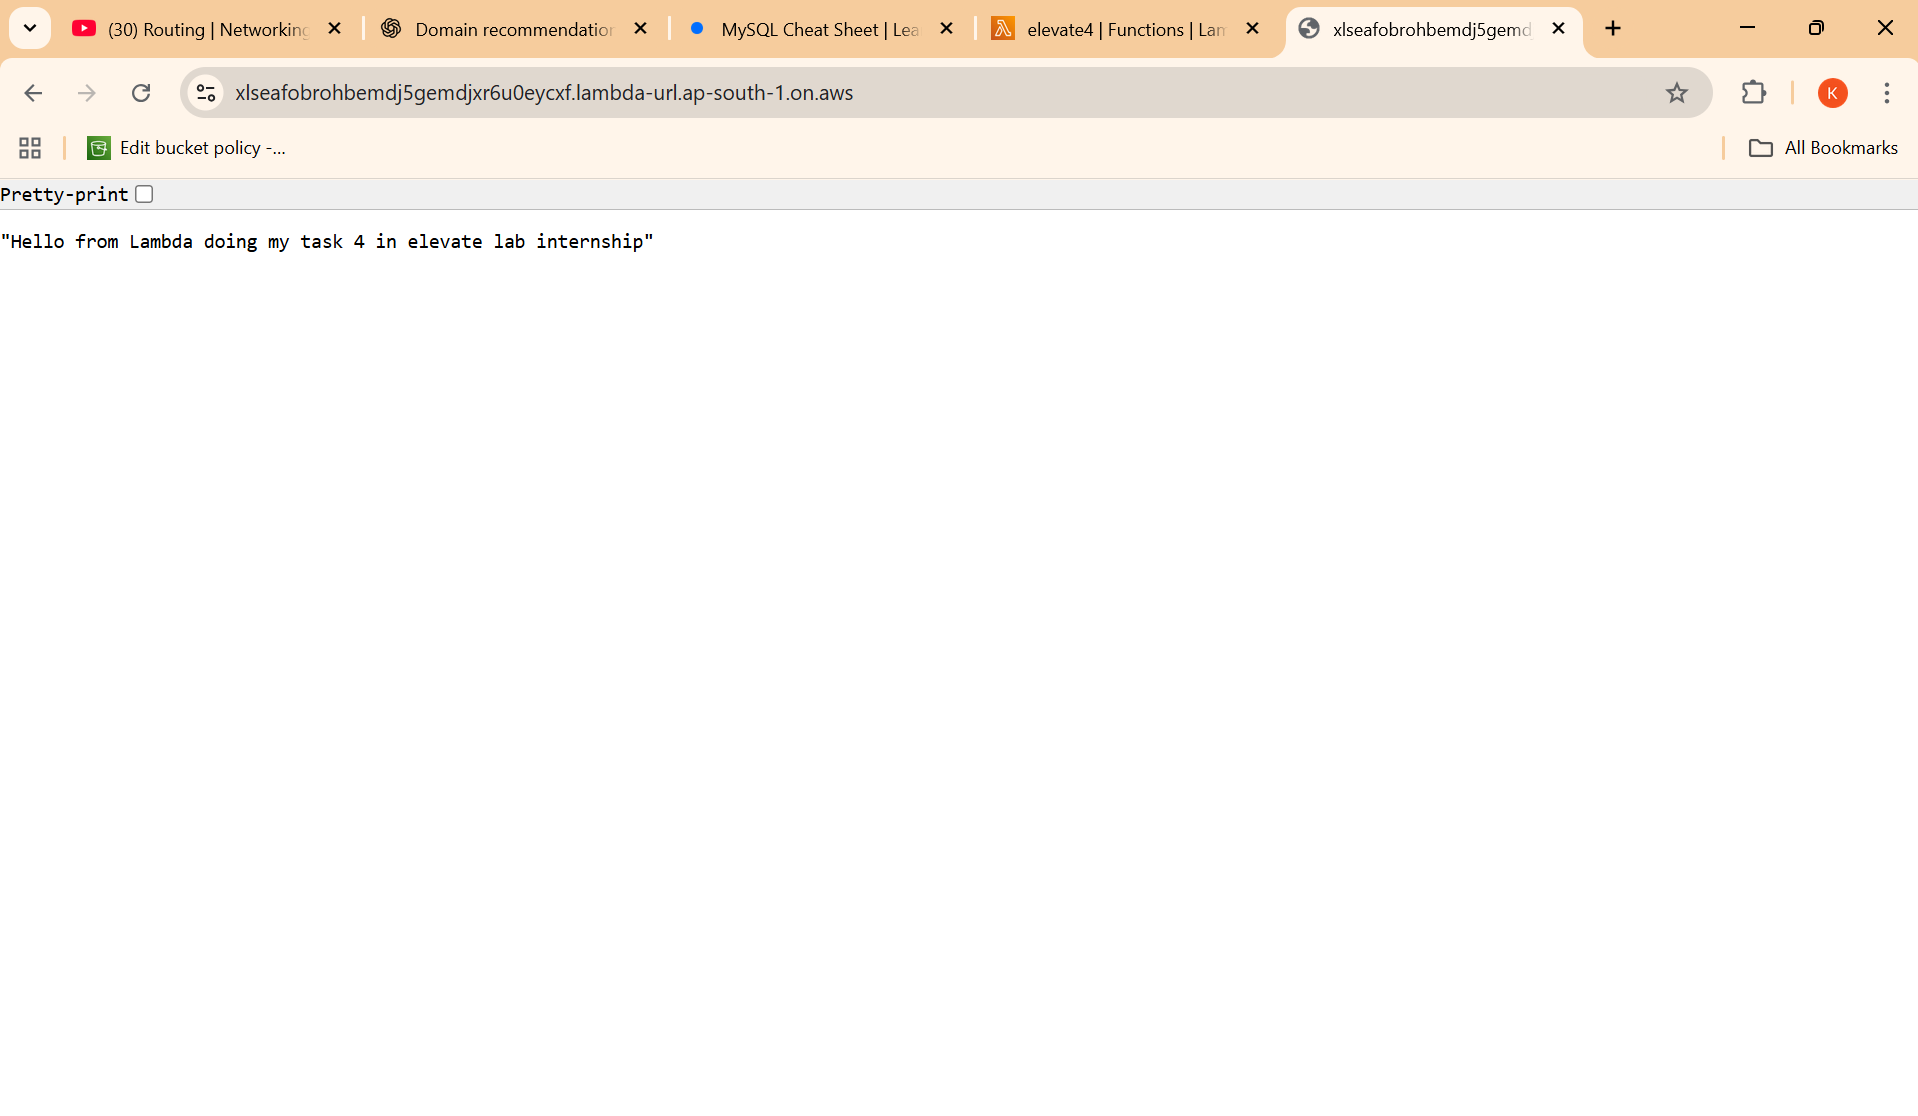 (30) Routing | Networking
Domain recommendation
MySQL Cheat Sheet | Lea
elevate4 | Functions | Lam
xlseafobrohbemdj5gemd
xlseafobrohbemdj5gemdjxr6u0eycxf.lambda-url.ap-south-1.on.aws
K
Edit bucket policy -...
All Bookmarks
Pretty-print
"Hello from Lambda doing my task 4 in elevate lab internship"